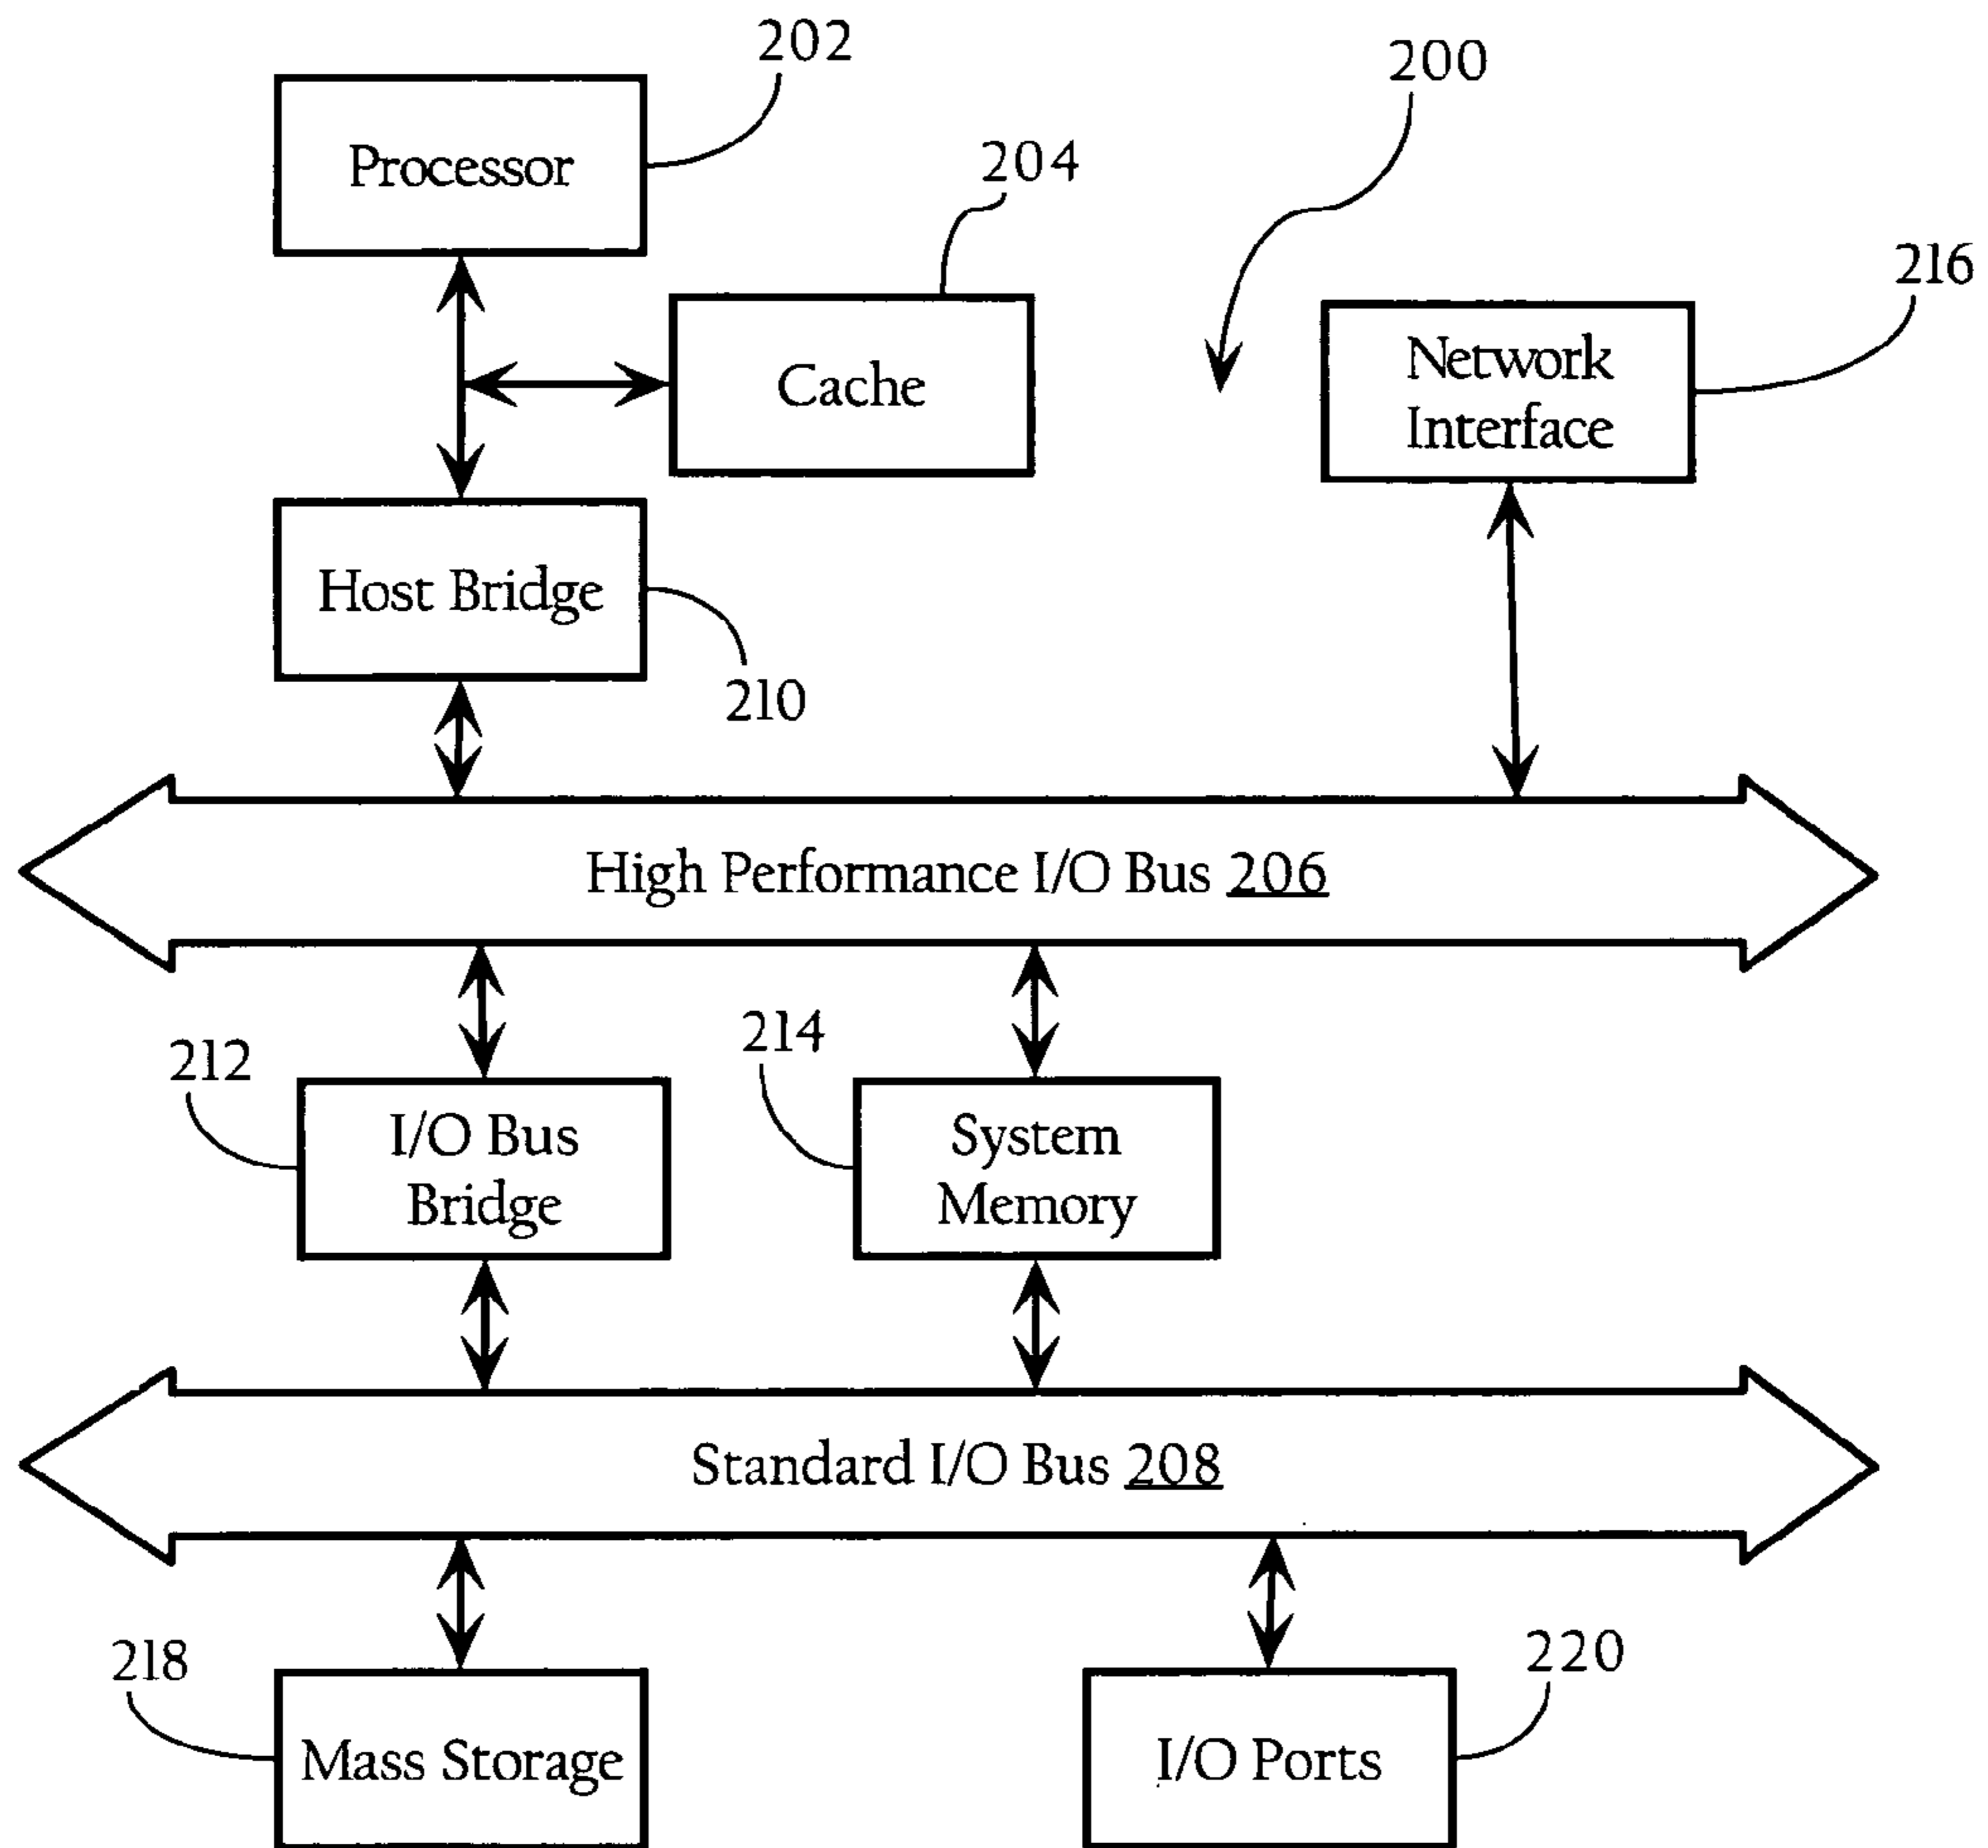 202
200
Processor
204
216
Network
Interface
Cache
Host Bridge
210
High Performance I/O Bus 206
212
214
I/O Bus
Bridge
System
Memory
Standard I/O Bus 208
218
220
Mass Storage
I/O Ports